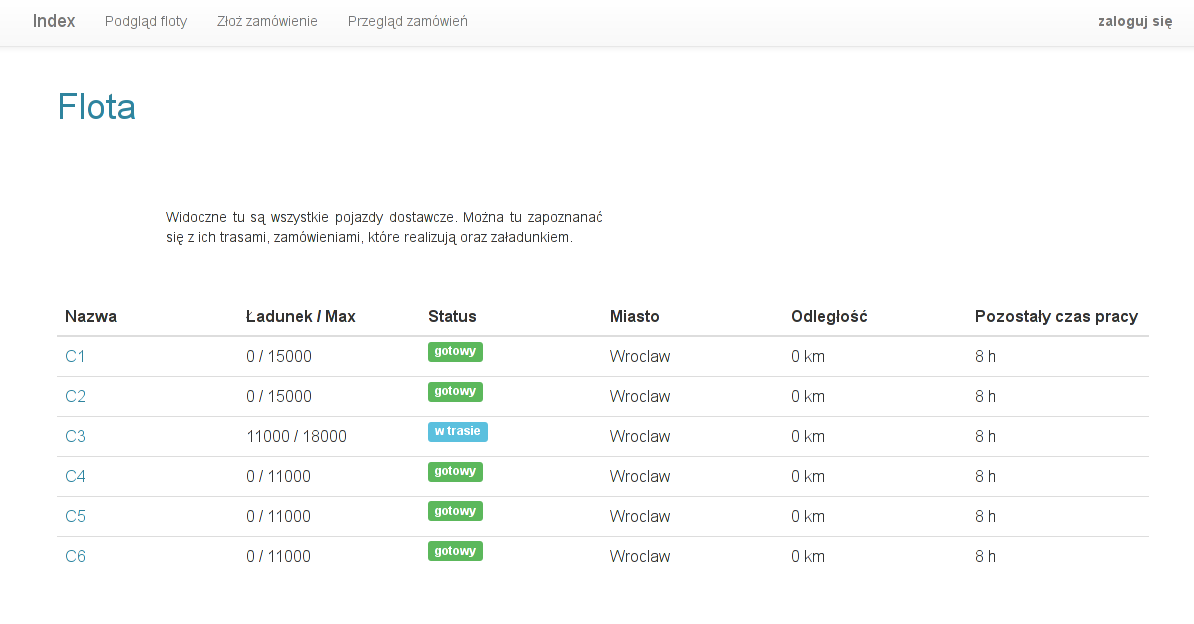 Index Podgląd floty Złoż zamówienie Przegląd zamówień zaloguj się
Flota
Widoczne tu są wszystkie pojazdy dostawcze. Można tu zapoznanać
się z ich trasami, zamówieniami, które realizują oraz załadunkiem.
Nazwa Ładunek / Max Status Miasto Odległość Pozostały czas pracy
C1 0 / 15000 gotowy Wroclaw 0 km 8 h
C2 0 / 15000 gotowy Wroclaw 0 km 8 h
C3 11000 / 18000 w trasie Wroclaw 0 km 8 h
C4 0 / 11000 gotowy Wroclaw 0 km 8 h
C5 0 / 11000 gotowy Wroclaw 0 km 8 h
C6 0 / 11000 gotowy Wroclaw 0 km 8 h